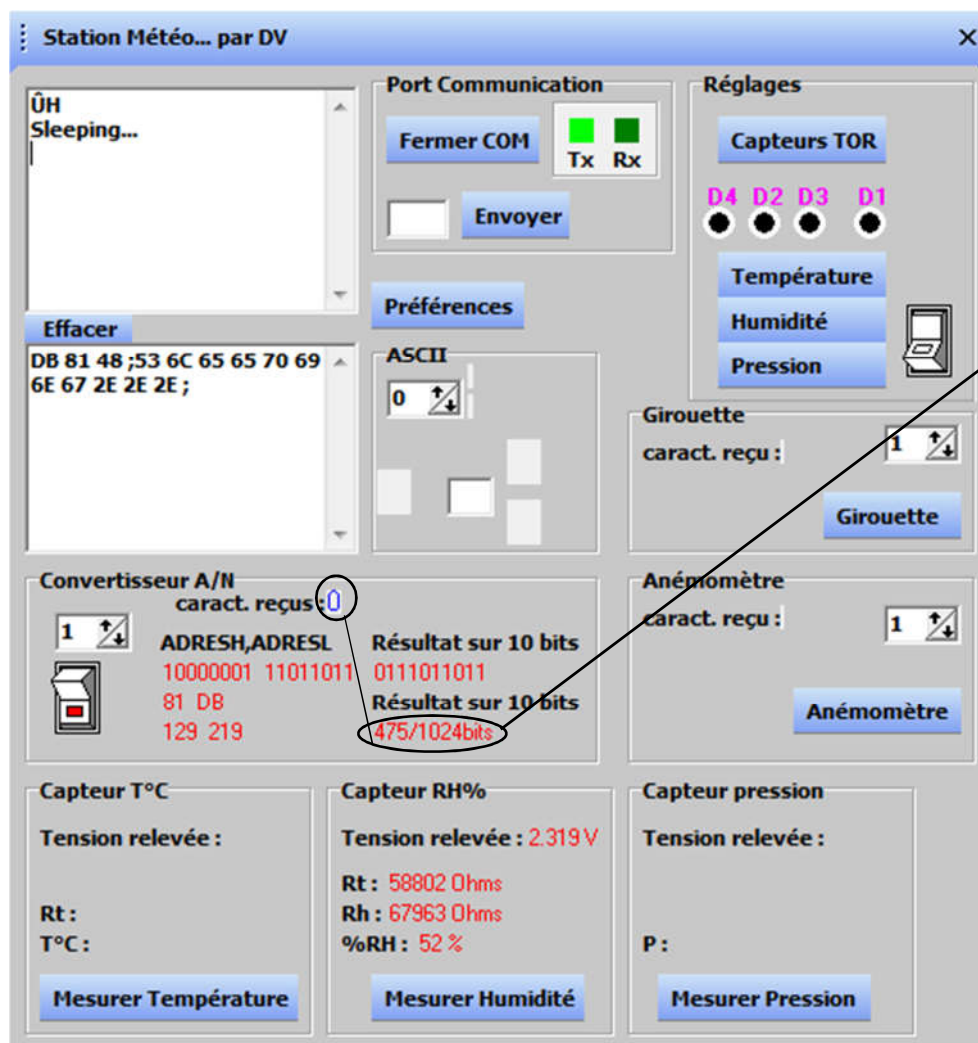 Station Météo... par DV
ÛH
Sleeping...
Effacer
DB 81 48 ;53 6C 65 65 70 69
6E 67 2E 2E 2E ;
Port Communication
Fermer COM
Tx Rx
Envoyer
Préférences
ASCII
0
Réglages
Capteurs TOR
D4 D2 D3 D1
Température
Humidité
Pression
Girouette
caract. reçu :
1
Girouette
Convertisseur A/N
caract. reçus :Û
1
ADRESH,ADRESL
10000001 11011011
81 DB
129 219
Résultat sur 10 bits
0111011011
Résultat sur 10 bits
475/1024bits
Anémomètre
caract. reçu :
1
Anémomètre
Capteur T°C
Tension relevée :
Rt :
T°C :
Mesurer Température
Capteur RH%
Tension relevée : 2.319 V
Rt : 58802 Ohms
Rh : 67963 Ohms
%RH : 52 %
Mesurer Humidité
Capteur pression
Tension relevée :
P :
Mesurer Pression